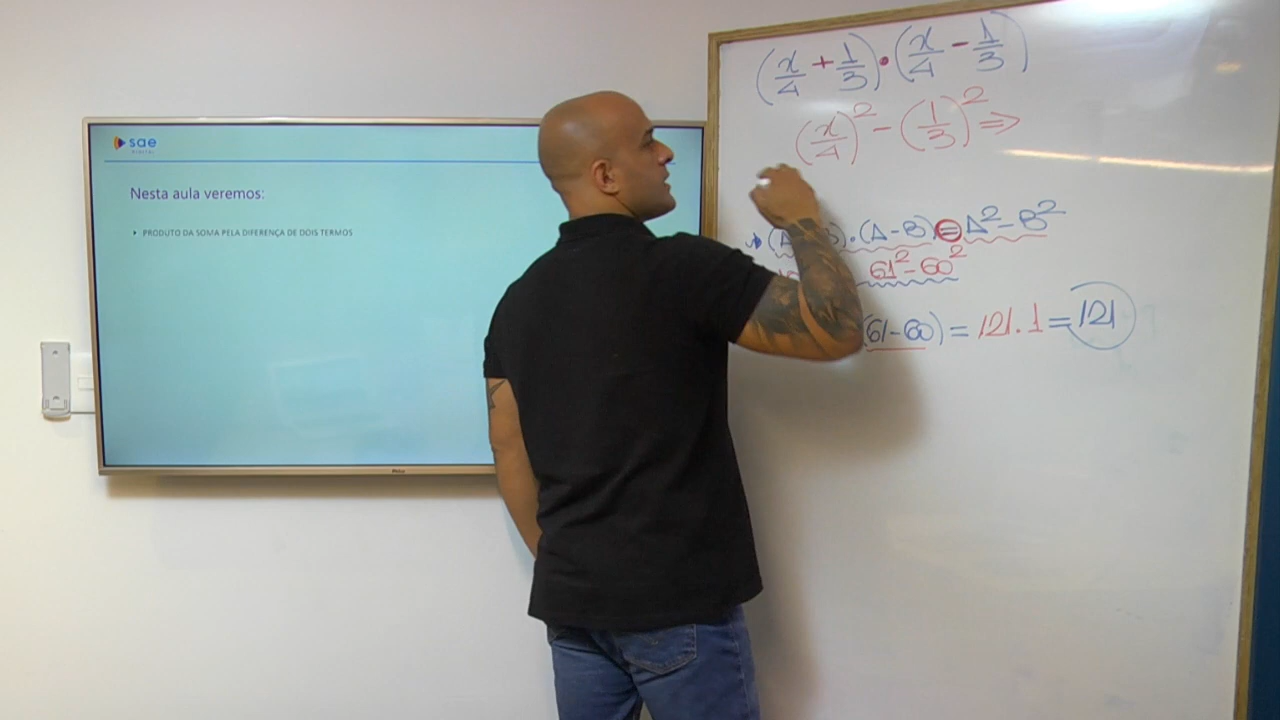 sae
DIGITAL
Nesta aula veremos:
PRODUTO DA SOMA PELA DIFERENÇA DE DOIS TERMOS
(x/4 + 1/3)•(x/4 - 1/3)
(x/4)² - (1/3)² ⇒
.(A-B) = A² - B²
61² - 60²
(61-60) = 121.1 = 121